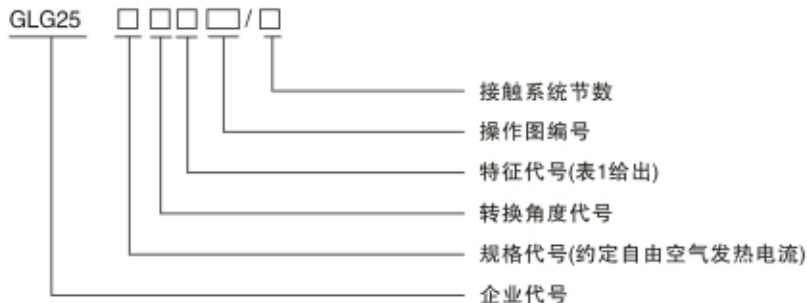 GLG25 □ □ □ □ / □
接触系统节数
操作图编号
特征代号(表1给出)
转换角度代号
规格代号(约定自由空气发热电流)
企业代号